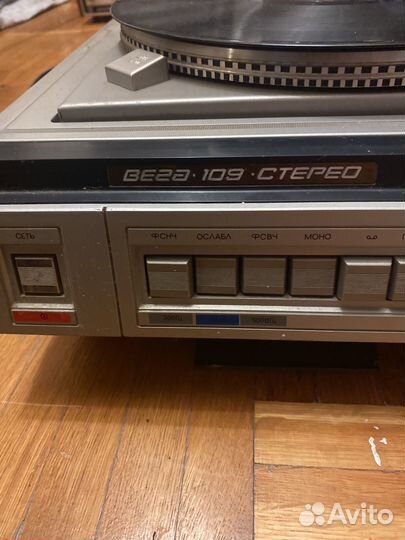 ВЕГА · 109 · СТЕРЕО
СЕТЬ
ФСНЧ ОСЛАБЛ ФСВЧ МОНО
Avito